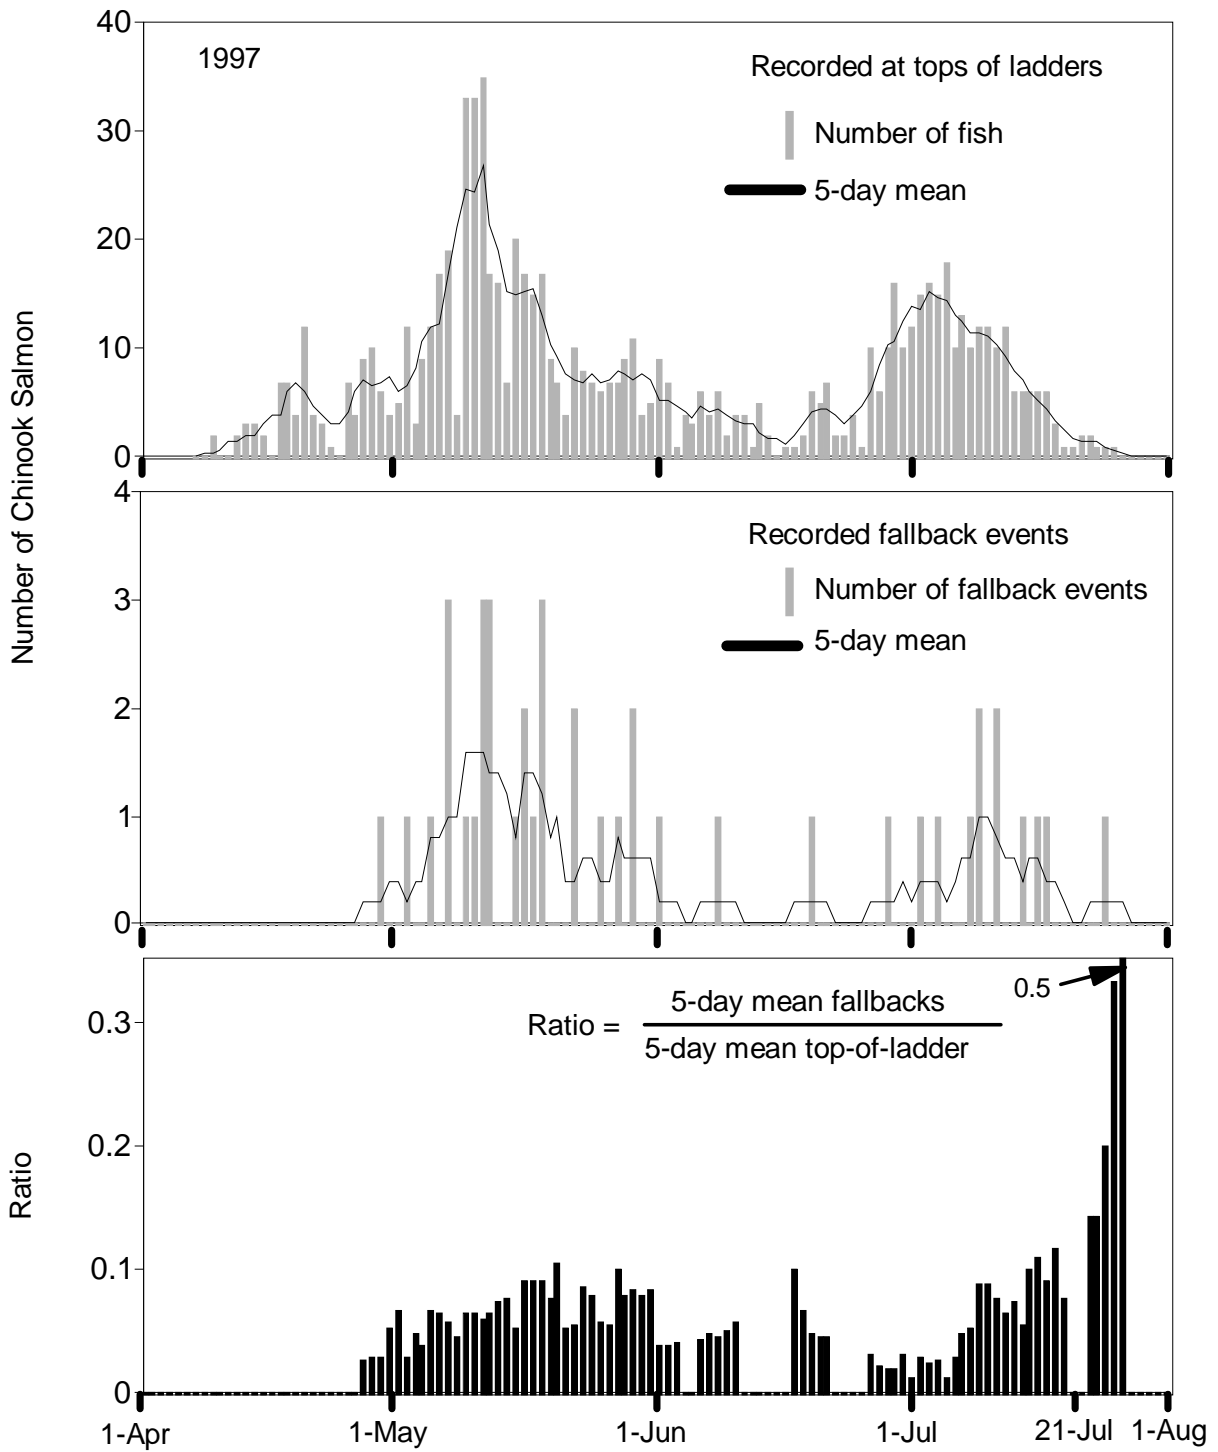 40
1997
Recorded at tops of ladders
Number of fish
5-day mean
30
20
10
0
Number of Chinook Salmon
4
Recorded fallback events
Number of fallback events
5-day mean
3
2
1
0
0.5
Ratio = 5-day mean fallbacks
5-day mean top-of-ladder
0.3
0.2
Ratio
0.1
0
1-Apr 1-May 1-Jun 1-Jul 21-Jul 1-Aug